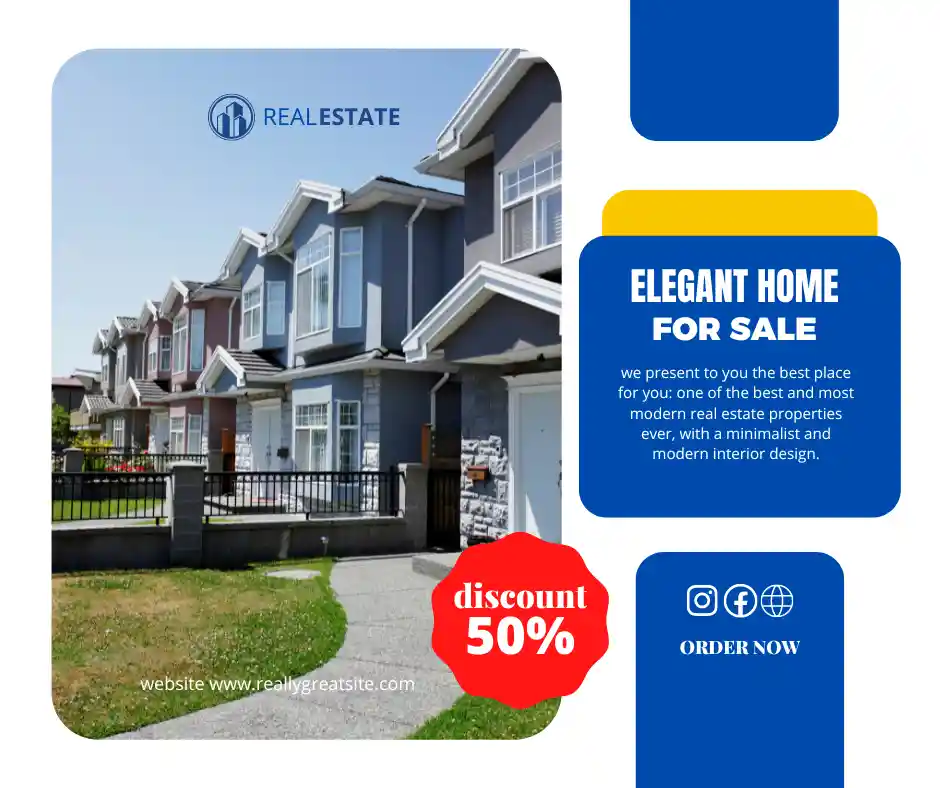 REALESTATE
ELEGANT HOME
FOR SALE
we present to you the best place
for you: one of the best and most
modern real estate properties
ever, with a minimalist and
modern interior design.
discount
50%
ORDER NOW
website www.reallygreatsite.com